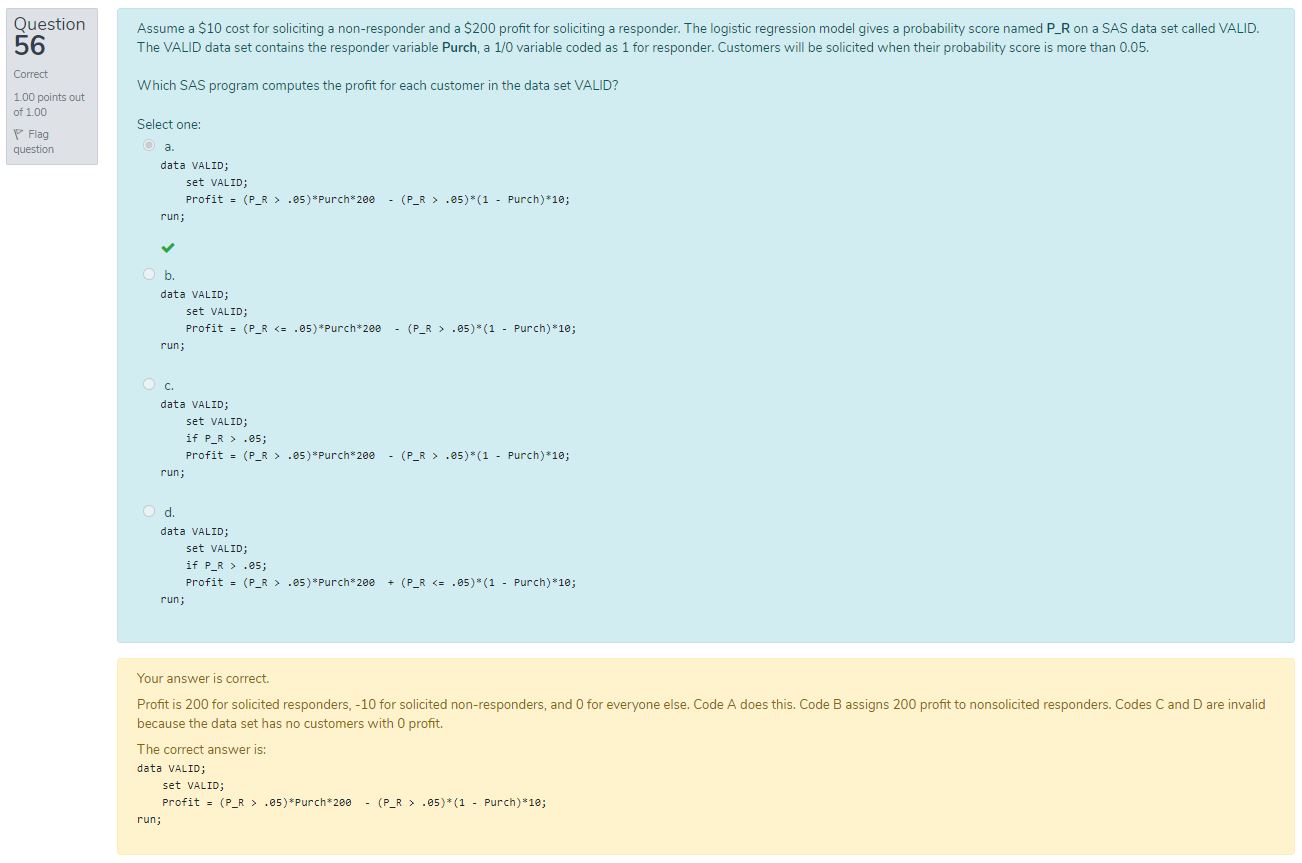 Question
56
Correct
1.00 points out
of 1.00
Flag
question
Assume a $10 cost for soliciting a non-responder and a $200 profit for soliciting a responder. The logistic regression model gives a probability score named P_R on a SAS data set called VALID.
The VALID data set contains the responder variable Purch, a 1/0 variable coded as 1 for responder. Customers will be solicited when their probability score is more than 0.05.
Which SAS program computes the profit for each customer in the data set VALID?
Select one:
a.
data VALID;
set VALID;
Profit = (P_R > .05)*Purch*200  - (P_R > .05)*(1 - Purch)*10;
run;
b.
data VALID;
set VALID;
Profit = (P_R <= .05)*Purch*200  - (P_R > .05)*(1 - Purch)*10;
run;
c.
data VALID;
set VALID;
if P_R > .05;
Profit = (P_R > .05)*Purch*200  - (P_R > .05)*(1 - Purch)*10;
run;
d.
data VALID;
set VALID;
if P_R > .05;
Profit = (P_R > .05)*Purch*200  + (P_R <= .05)*(1 - Purch)*10;
run;
Your answer is correct.
Profit is 200 for solicited responders, -10 for solicited non-responders, and 0 for everyone else. Code A does this. Code B assigns 200 profit to nonsolicited responders. Codes C and D are invalid
because the data set has no customers with 0 profit.
The correct answer is:
data VALID;
set VALID;
Profit = (P_R > .05)*Purch*200  - (P_R > .05)*(1 - Purch)*10;
run;